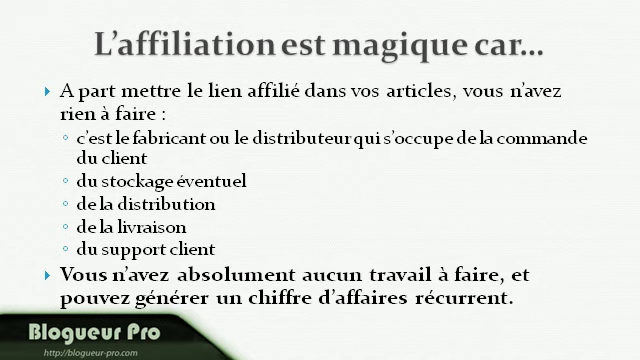 L'affiliation est magique car...
A part mettre le lien affilié dans vos articles, vous n'avez
rien à faire :
c'est le fabricant ou le distributeur qui s'occupe de la commande
du client
du stockage éventuel
de la distribution
de la livraison
du support client
Vous n'avez absolument aucun travail à faire, et
pouvez générer un chiffre d'affaires récurrent.
Blogueur Pro
http://blogueur-pro.com